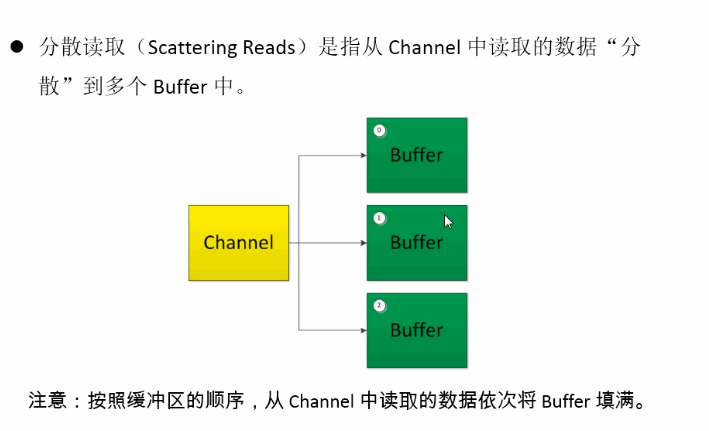 ● 分散读取（Scattering Reads）是指从 Channel 中读取的数据“分
散”到多个 Buffer 中。
0
Buffer
Channel
1
Buffer
2
Buffer
注意：按照缓冲区的顺序，从 Channel 中读取的数据依次将 Buffer 填满。